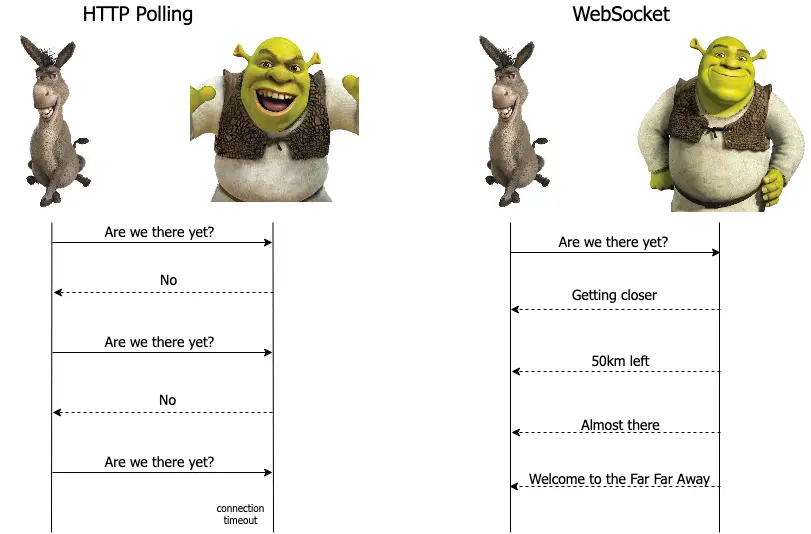 HTTP Polling
Are we there yet?
No
Are we there yet?
No
Are we there yet?
connection
timeout
WebSocket
Are we there yet?
Getting closer
50km left
Almost there
Welcome to the Far Far Away